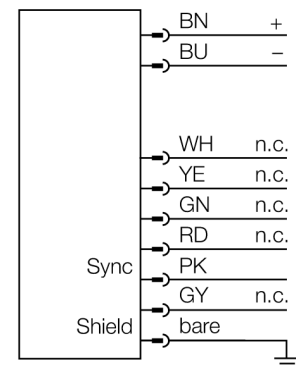 BN +
BU –
WH n.c.
YE n.c.
GN n.c.
RD n.c.
Sync PK
GY n.c.
Shield bare